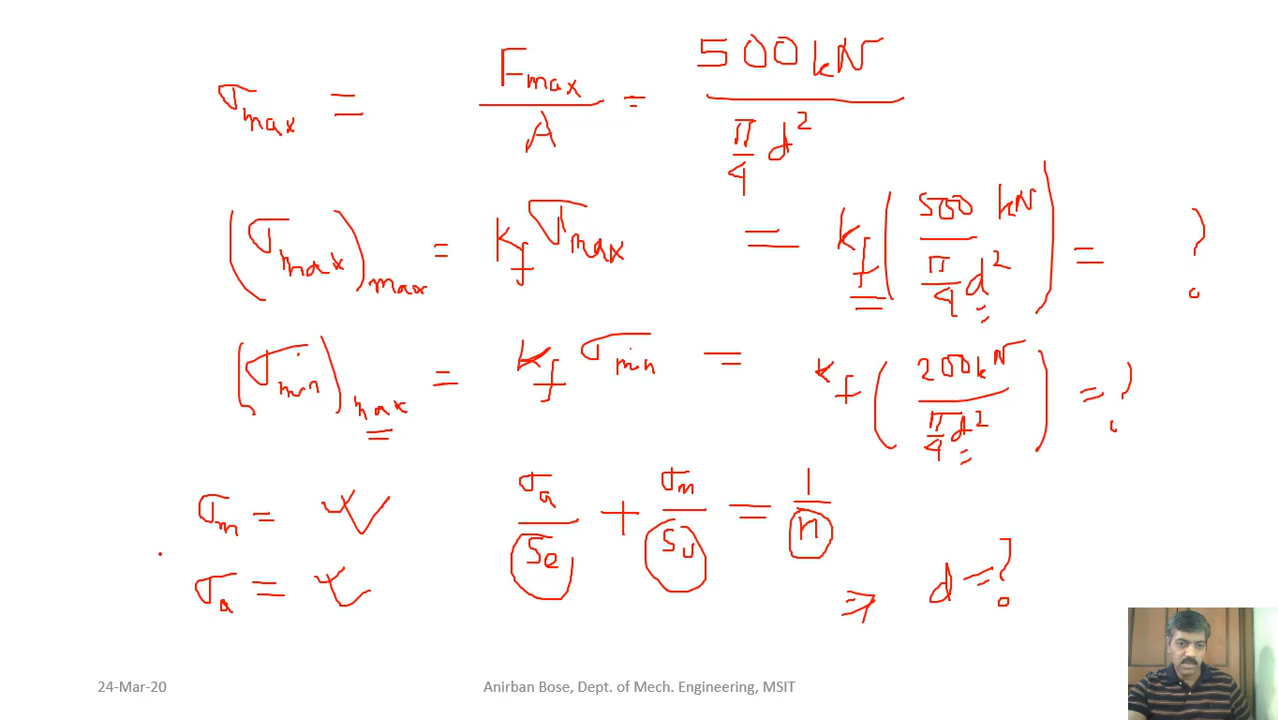 σmax = Fmax / A = 500 kN / (π/4 d²)
(σmax)max = Kf σmax = Kf (500 kN / (π/4 d²)) = ?
(σmin)max = Kf σmin = Kf (200 kN / (π/4 d²)) = ?
σm = ✓ σa / Se + σm / Su = 1 / n
σa = ✓ ⇒ d = ?
24-Mar-20 Anirban Bose, Dept. of Mech. Engineering, MSIT